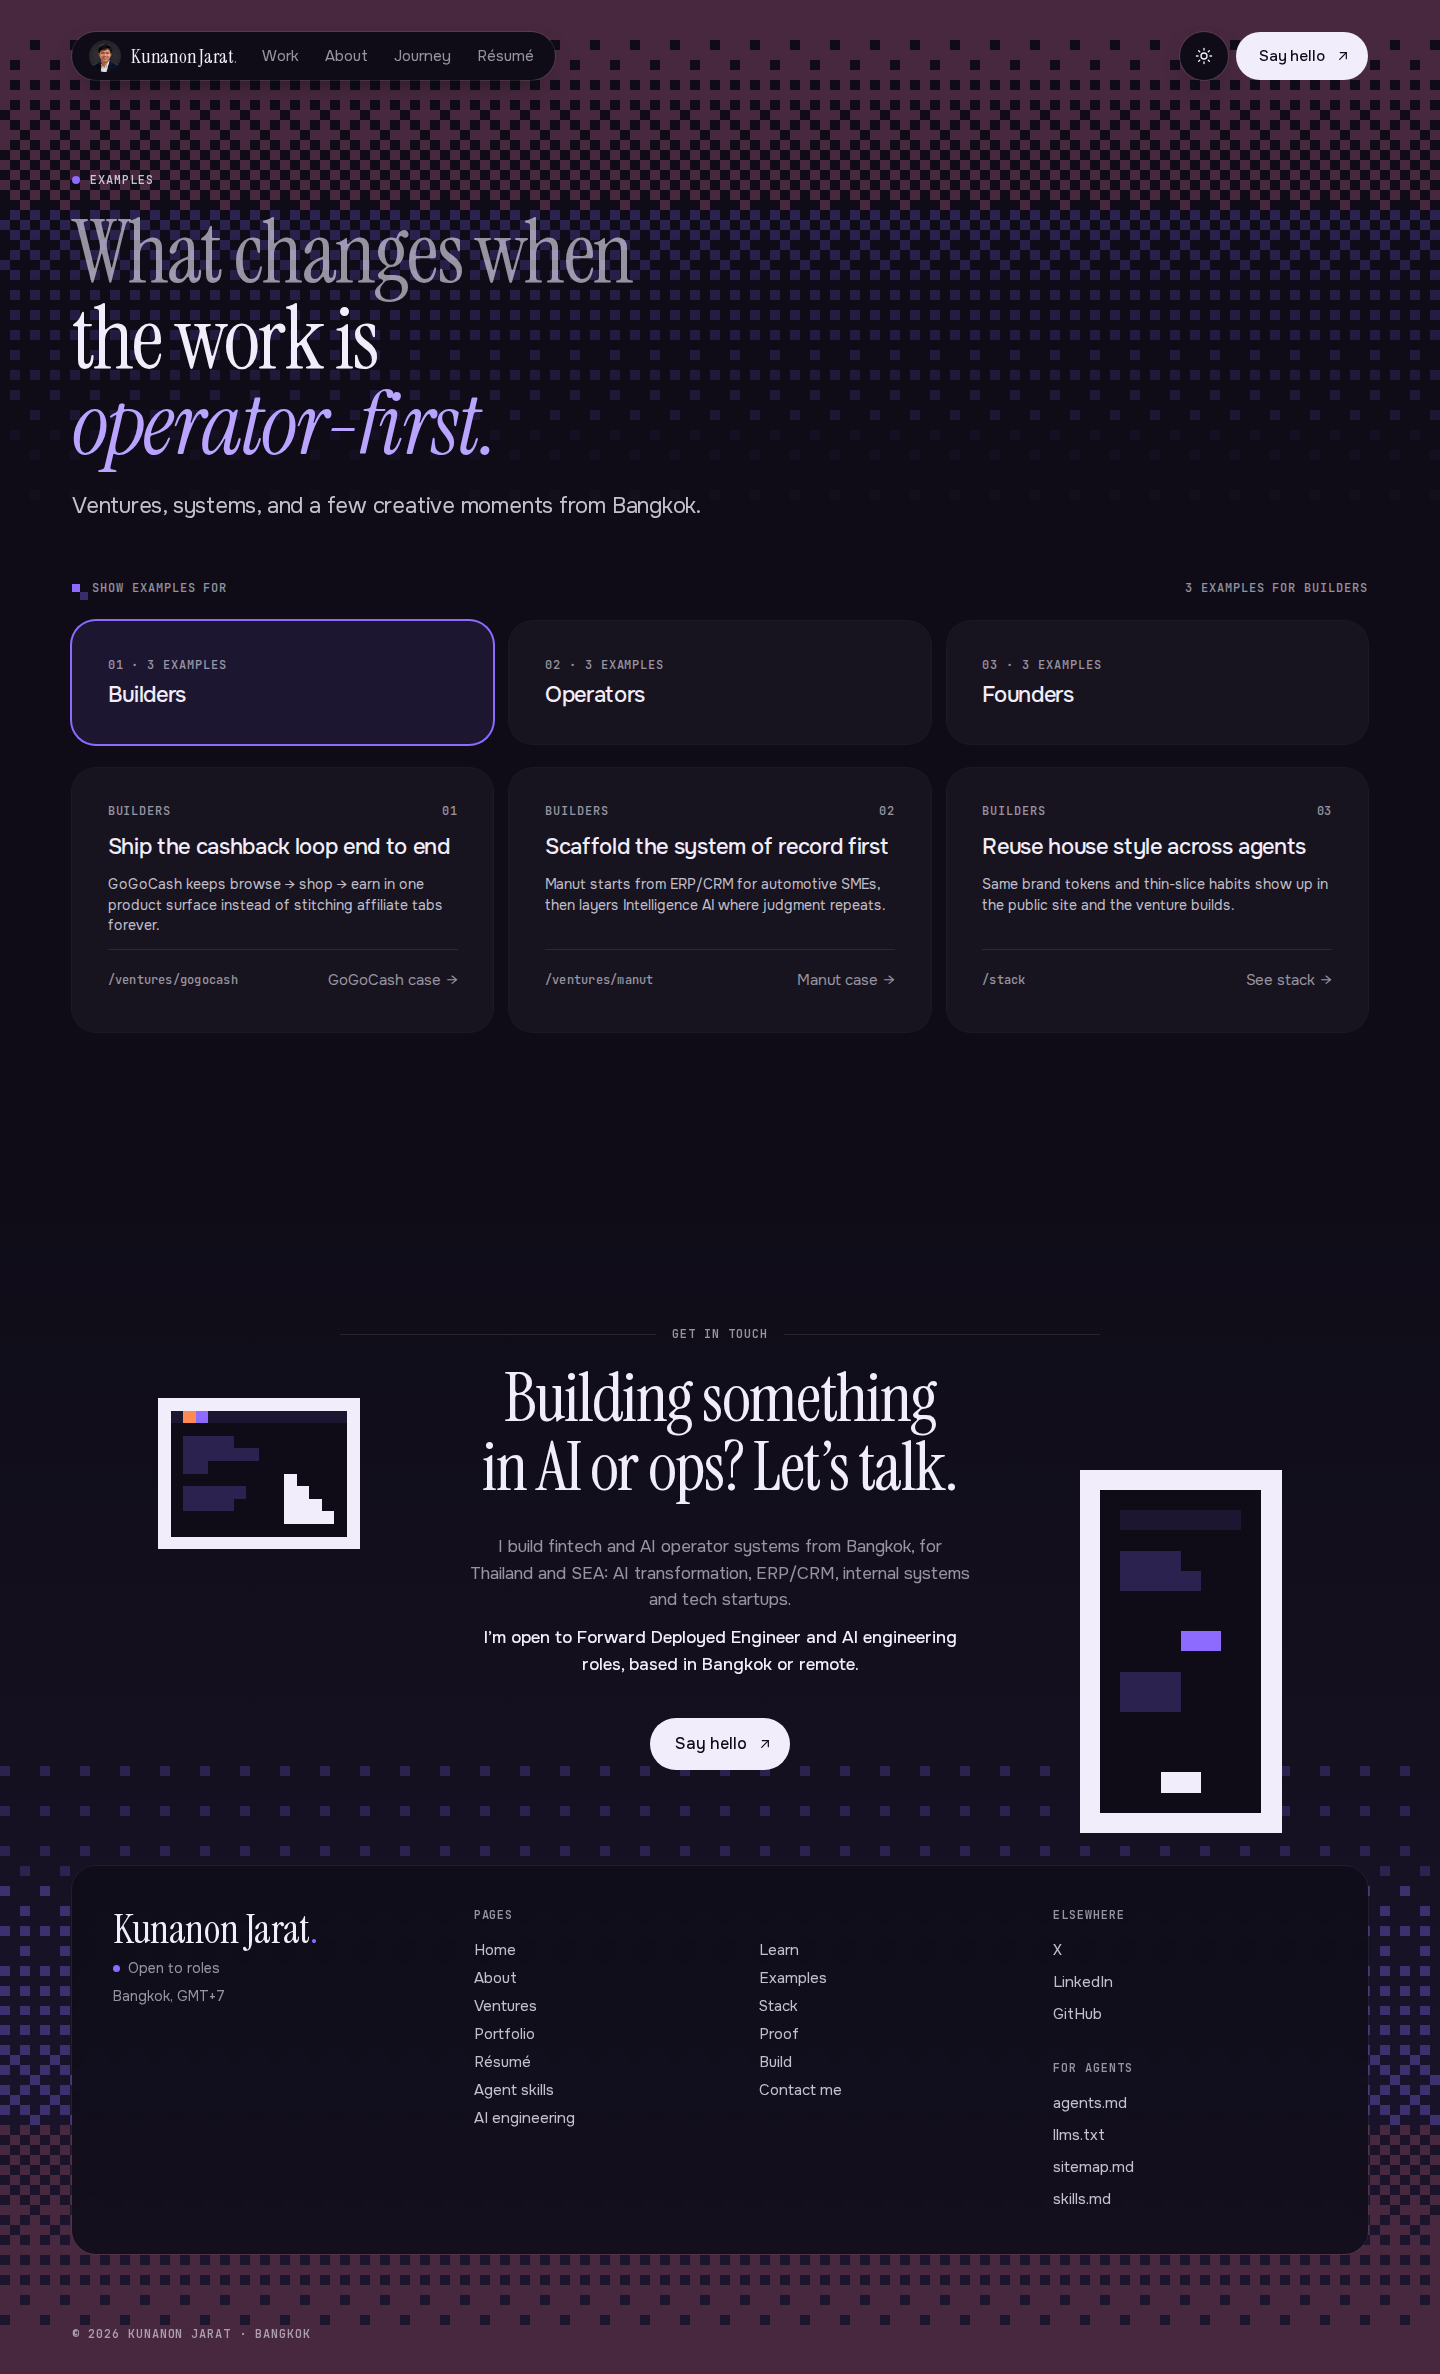 Kunanon Jarat.
Work
About
Journey
Résumé
Say hello ↗
EXAMPLES
What changes when
the work is
operator-first.
Ventures, systems, and a few creative moments from Bangkok.
SHOW EXAMPLES FOR
3 EXAMPLES FOR BUILDERS
01 · 3 EXAMPLES
Builders
02 · 3 EXAMPLES
Operators
03 · 3 EXAMPLES
Founders
BUILDERS 01
Ship the cashback loop end to end
GoGoCash keeps browse → shop → earn in one
product surface instead of stitching affiliate tabs
forever.
/ventures/gogocash GoGoCash case →
BUILDERS 02
Scaffold the system of record first
Manut starts from ERP/CRM for automotive SMEs,
then layers Intelligence AI where judgment repeats.
/ventures/manut Manut case →
BUILDERS 03
Reuse house style across agents
Same brand tokens and thin-slice habits show up in
the public site and the venture builds.
/stack See stack →
GET IN TOUCH
Building something
in AI or ops? Let’s talk.
I build fintech and AI operator systems from Bangkok, for
Thailand and SEA: AI transformation, ERP/CRM, internal systems
and tech startups.
I’m open to Forward Deployed Engineer and AI engineering
roles, based in Bangkok or remote.
Say hello ↗
Kunanon Jarat.
Open to roles
Bangkok, GMT+7
PAGES
Home
About
Ventures
Portfolio
Résumé
Agent skills
AI engineering
Learn
Examples
Stack
Proof
Build
Contact me
ELSEWHERE
X
LinkedIn
GitHub
FOR AGENTS
agents.md
llms.txt
sitemap.md
skills.md
© 2026 KUNANON JARAT · BANGKOK